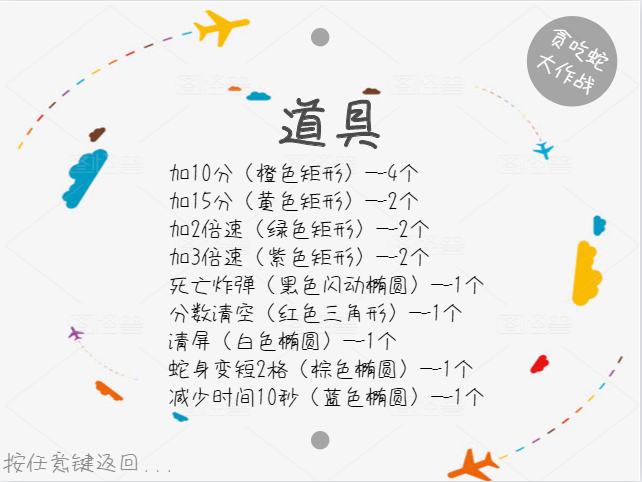 贪吃蛇
大作战
道具
加10分（橙色矩形）—4个
加15分（黄色矩形）—2个
加2倍速（绿色矩形）—2个
加3倍速（紫色矩形）—2个
死亡炸弹（黑色闪动椭圆）—1个
分数清空（红色三角形）—1个
清屏（白色椭圆）—1个
蛇身变短2格（棕色椭圆）—1个
减少时间10秒（蓝色椭圆）—1个
按任意键返回...